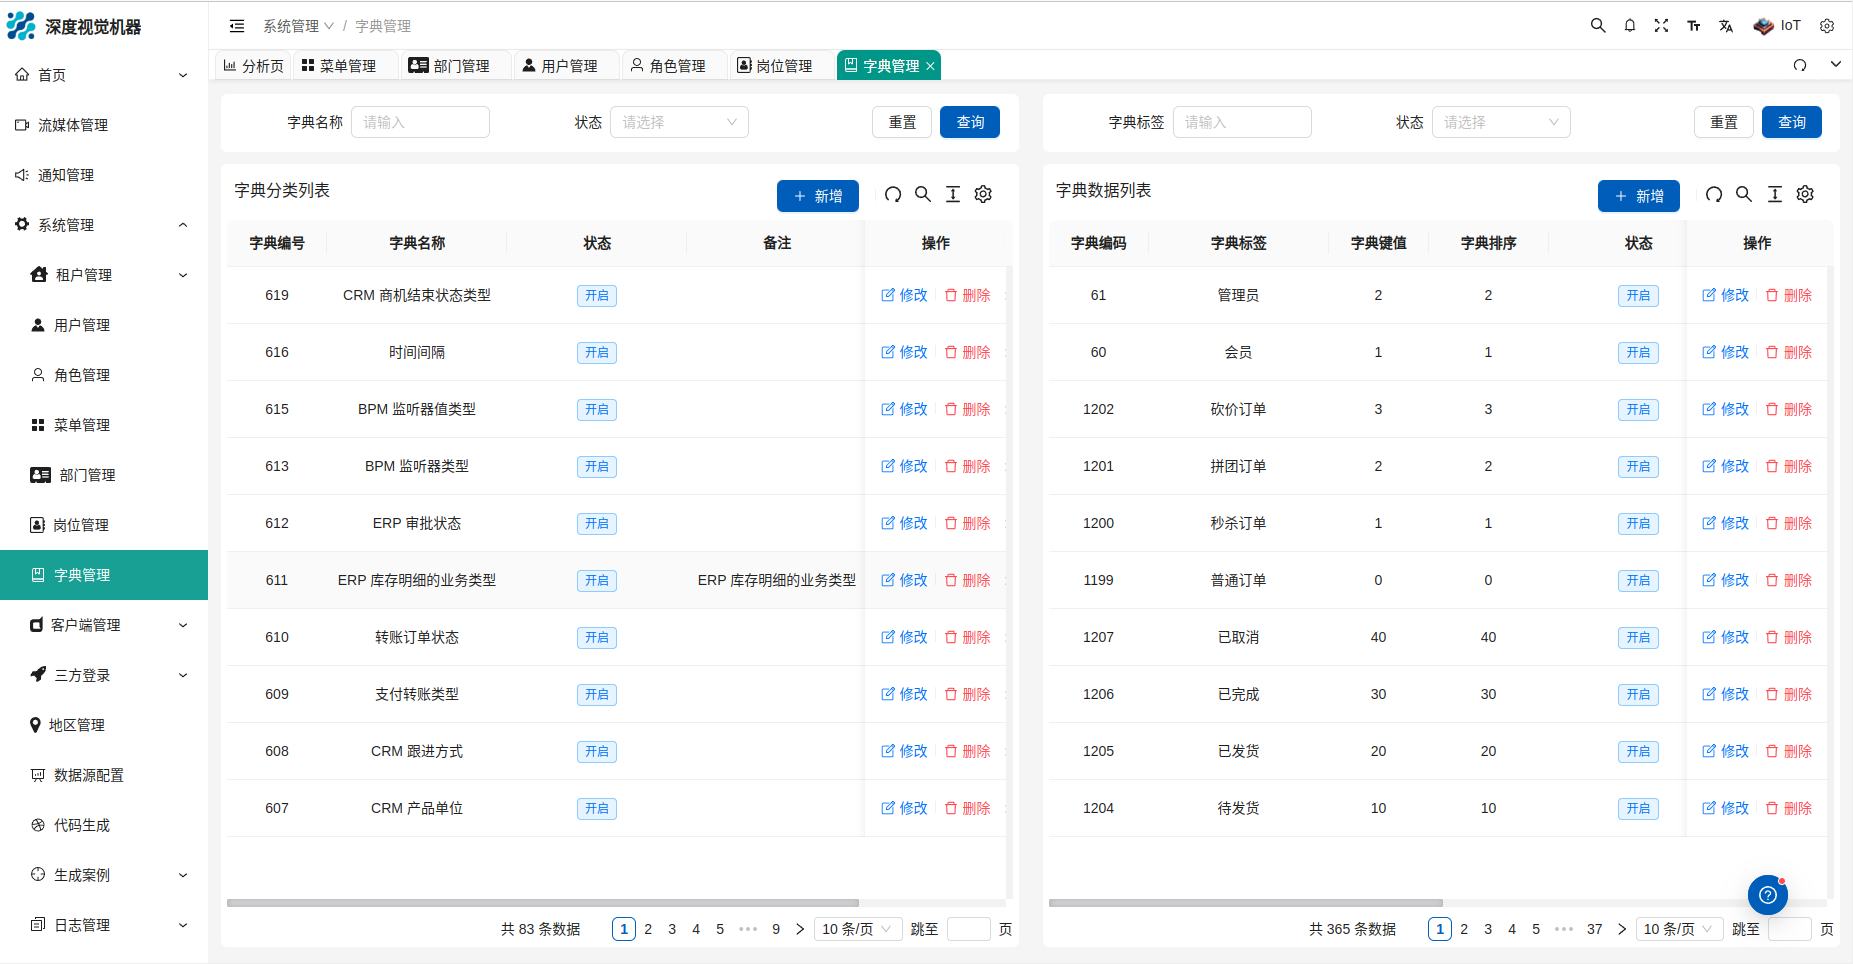 深度视觉机器
系统管理 / 字典管理
IoT
分析页 菜单管理 部门管理 用户管理 角色管理 岗位管理 字典管理
首页
流媒体管理
通知管理
系统管理
租户管理
用户管理
角色管理
菜单管理
部门管理
岗位管理
字典管理
客户端管理
三方登录
地区管理
数据源配置
代码生成
生成案例
日志管理
字典名称 请输入 状态 请选择 重置 查询
字典分类列表 新增
字典编号 字典名称 状态 备注 操作
619 CRM 商机结束状态类型 开启 修改 删除
616 时间间隔 开启 修改 删除
615 BPM 监听器值类型 开启 修改 删除
613 BPM 监听器类型 开启 修改 删除
612 ERP 审批状态 开启 修改 删除
611 ERP 库存明细的业务类型 开启 ERP 库存明细的业务类型 修改 删除
610 转账订单状态 开启 修改 删除
609 支付转账类型 开启 修改 删除
608 CRM 跟进方式 开启 修改 删除
607 CRM 产品单位 开启 修改 删除
共 83 条数据 1 2 3 4 5 ••• 9 10 条/页 跳至 页
字典标签 请输入 状态 请选择 重置 查询
字典数据列表 新增
字典编码 字典标签 字典键值 字典排序 状态 操作
61 管理员 2 2 开启 修改 删除
60 会员 1 1 开启 修改 删除
1202 砍价订单 3 3 开启 修改 删除
1201 拼团订单 2 2 开启 修改 删除
1200 秒杀订单 1 1 开启 修改 删除
1199 普通订单 0 0 开启 修改 删除
1207 已取消 40 40 开启 修改 删除
1206 已完成 30 30 开启 修改 删除
1205 已发货 20 20 开启 修改 删除
1204 待发货 10 10 开启 修改 删除
共 365 条数据 1 2 3 4 5 ••• 37 10 条/页 跳至 页